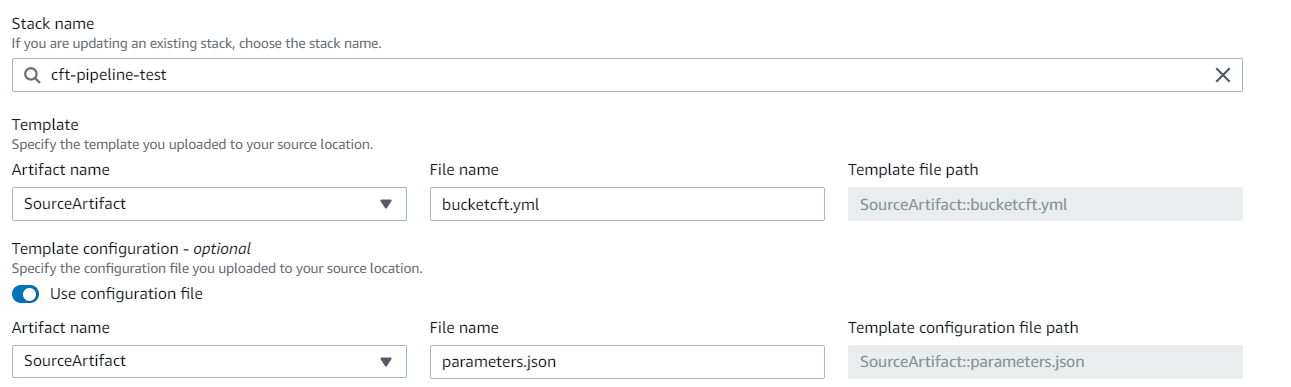 Stack name
If you are updating an existing stack, choose the stack name.
cft-pipeline-test
Template
Specify the template you uploaded to your source location.
Artifact name File name Template file path
SourceArtifact bucketcft.yml SourceArtifact::bucketcft.yml
Template configuration - optional
Specify the configuration file you uploaded to your source location.
Use configuration file
Artifact name File name Template configuration file path
SourceArtifact parameters.json SourceArtifact::parameters.json